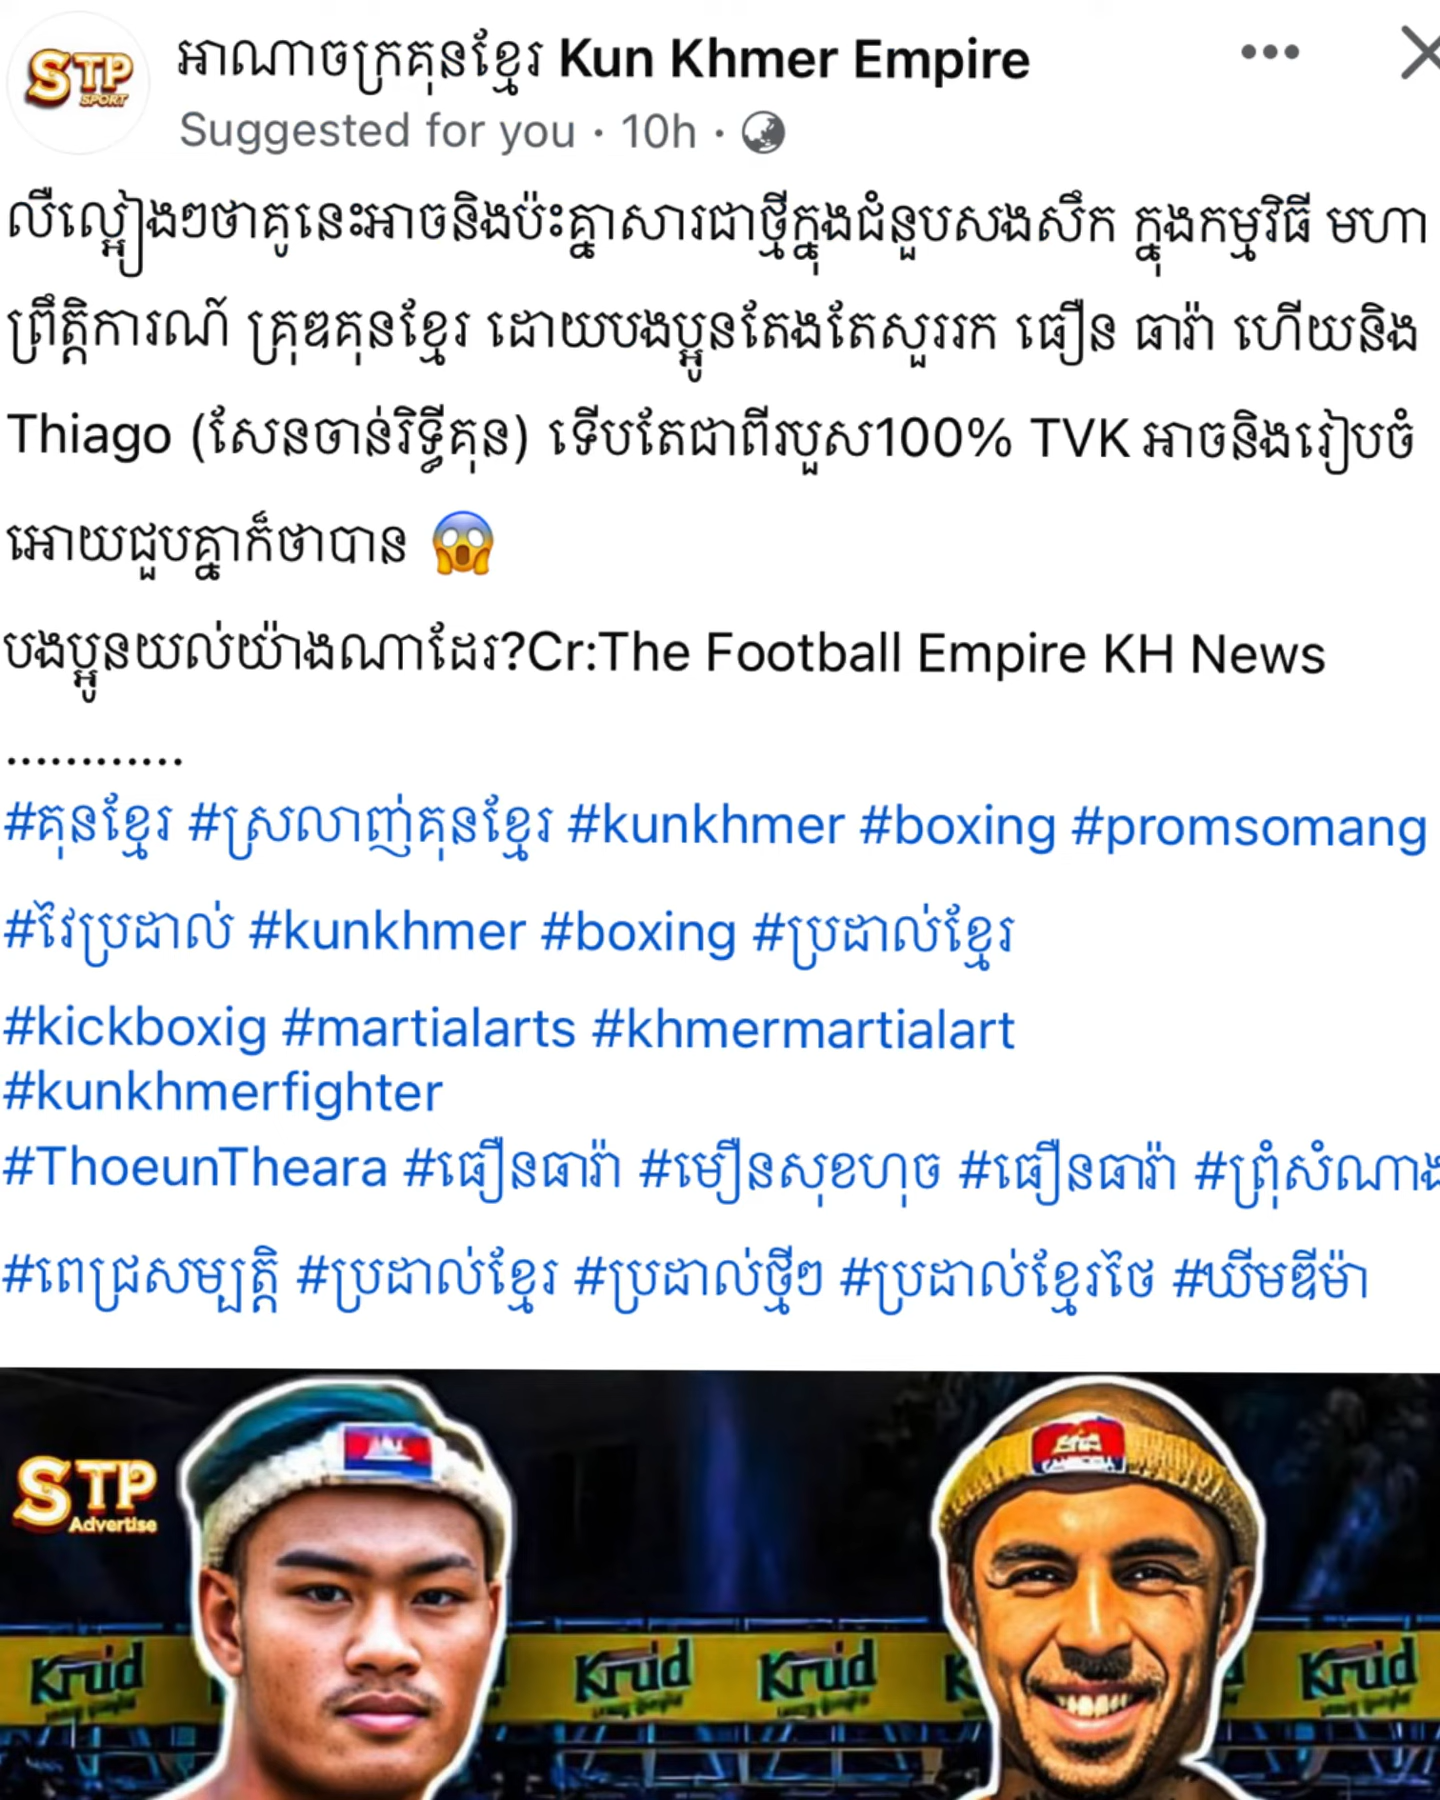 STP
SPORT
អាណាចក្រគុនខ្មែរ Kun Khmer Empire
Suggested for you · 10h ·
លឺល្អៀងៗថាគូនេះអាចនិងប៉ះគ្នាសារជាថ្មីក្នុងជំនួបសងសឹក ក្នុងកម្មវិធី មហា
ព្រឹត្តិការណ៍ គ្រុឌគុនខ្មែរ ដោយបងប្អូនតែងតែសួររក ធឿន ធារ៉ា ហើយនិង
Thiago (សែនចាន់រិទ្ធីគុន) ទើបតែជាពីរបួស100% TVK អាចនិងរៀបចំ
អោយជួបគ្នាក៏ថាបាន 😱
បងប្អូនយល់យ៉ាងណាដែរ?Cr:The Football Empire KH News
............
#គុនខ្មែរ #ស្រលាញ់គុនខ្មែរ #kunkhmer #boxing #promsomang
#វៃប្រដាល់ #kunkhmer #boxing #ប្រដាល់ខ្មែរ
#kickboxig #martialarts #khmermartialart
#kunkhmerfighter
#ThoeunTheara #ធឿនធារ៉ា #មឿនសុខហុច #ធឿនធារ៉ា #ព្រុំសំណាង
#ពេជ្រសម្បត្តិ #ប្រដាល់ខ្មែរ #ប្រដាល់ថ្មីៗ #ប្រដាល់ខ្មែរថៃ #ឃីមឌីម៉ា
STP
Advertise
Krud Krud Krud K Krud